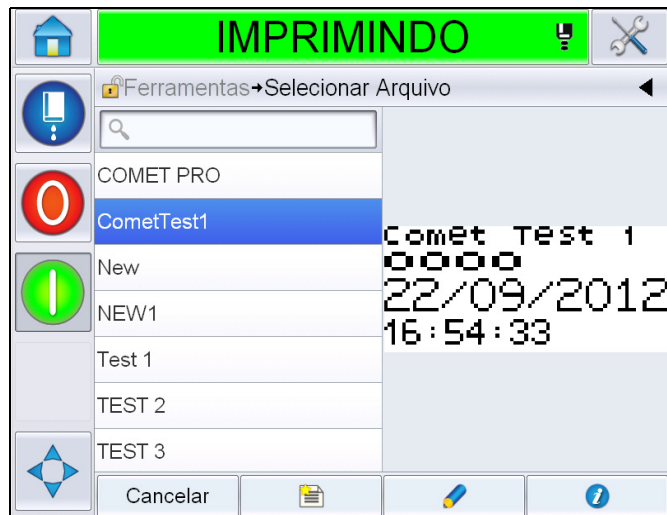 IMPRIMINDO
Ferramentas→Selecionar Arquivo
COMET PRO
CometTest1
New
NEW1
Test 1
TEST 2
TEST 3
Comet Test 1
0000
22/09/2012
16:54:33
Cancelar